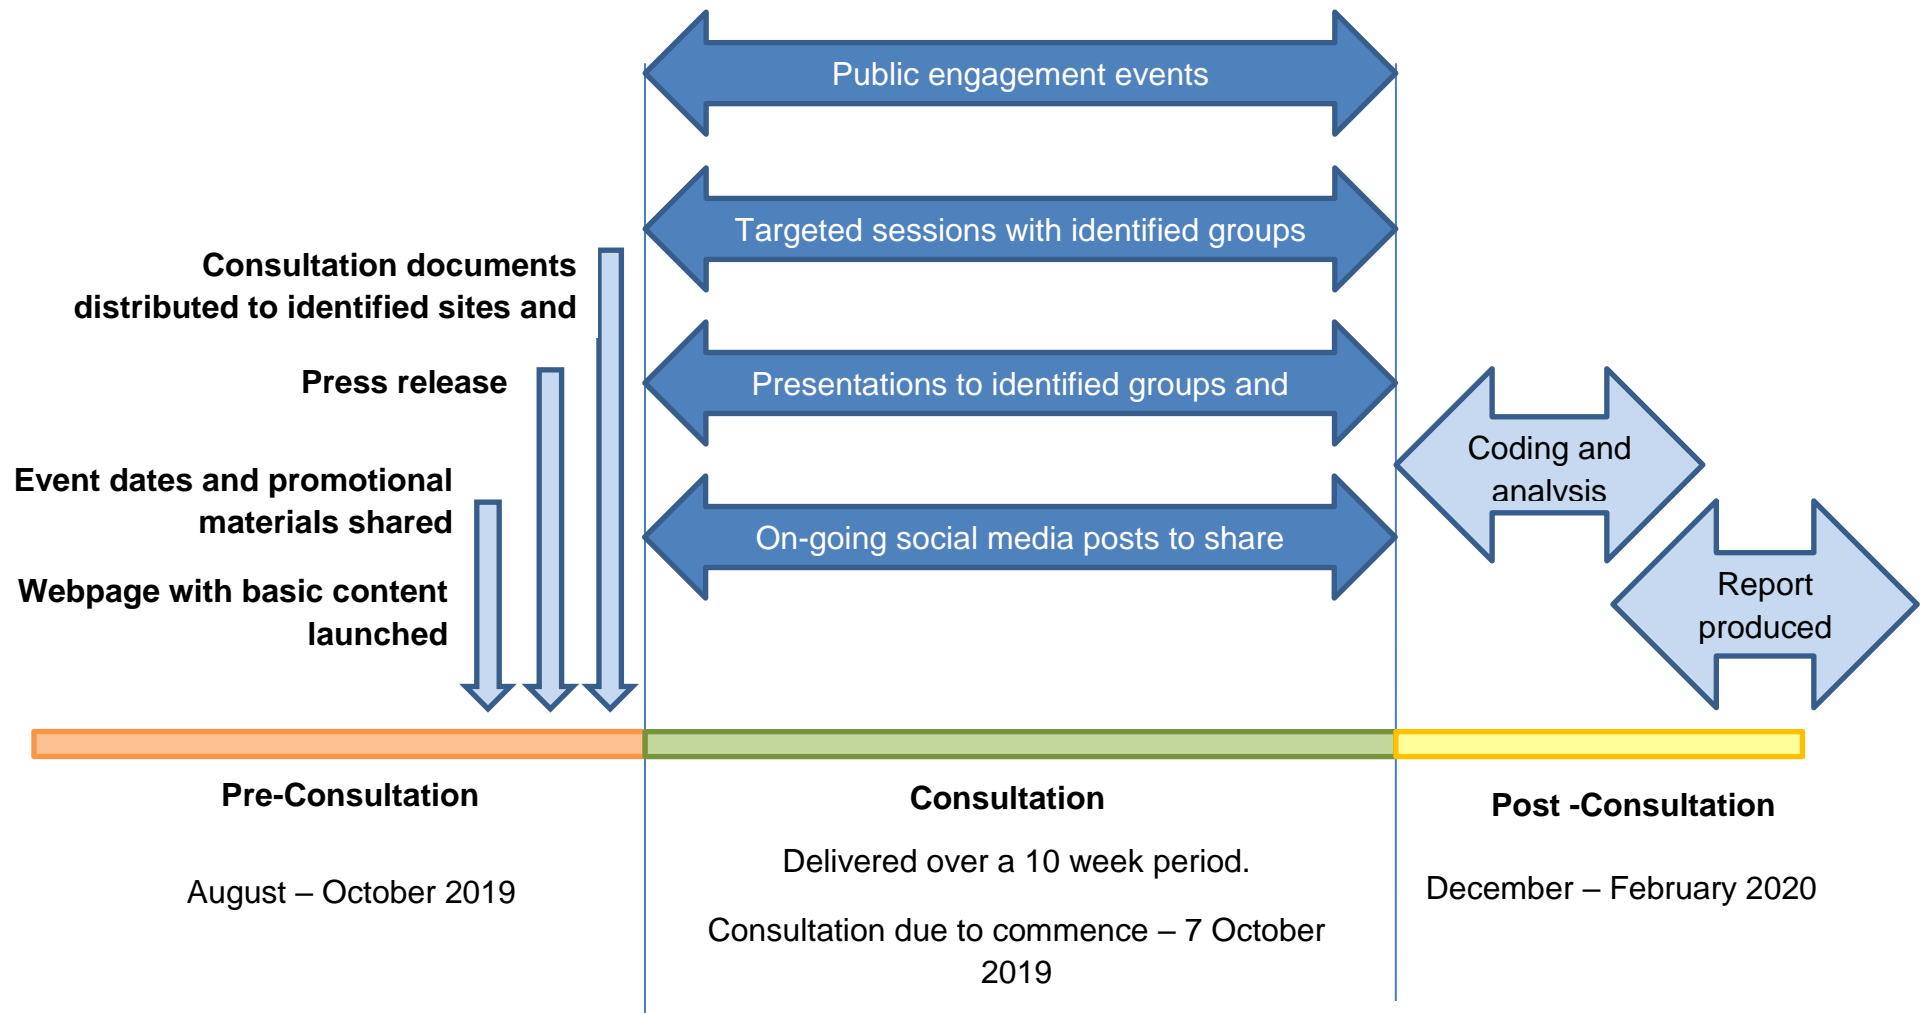 Public engagement events
Targeted sessions with identified groups
Consultation documents
distributed to identified sites and
Press release
Presentations to identified groups and
Event dates and promotional
materials shared
On-going social media posts to share
Webpage with basic content
launched
Coding and
analysis
Report
produced
Pre-Consultation
August – October 2019
Consultation
Delivered over a 10 week period.
Consultation due to commence – 7 October
2019
Post -Consultation
December – February 2020